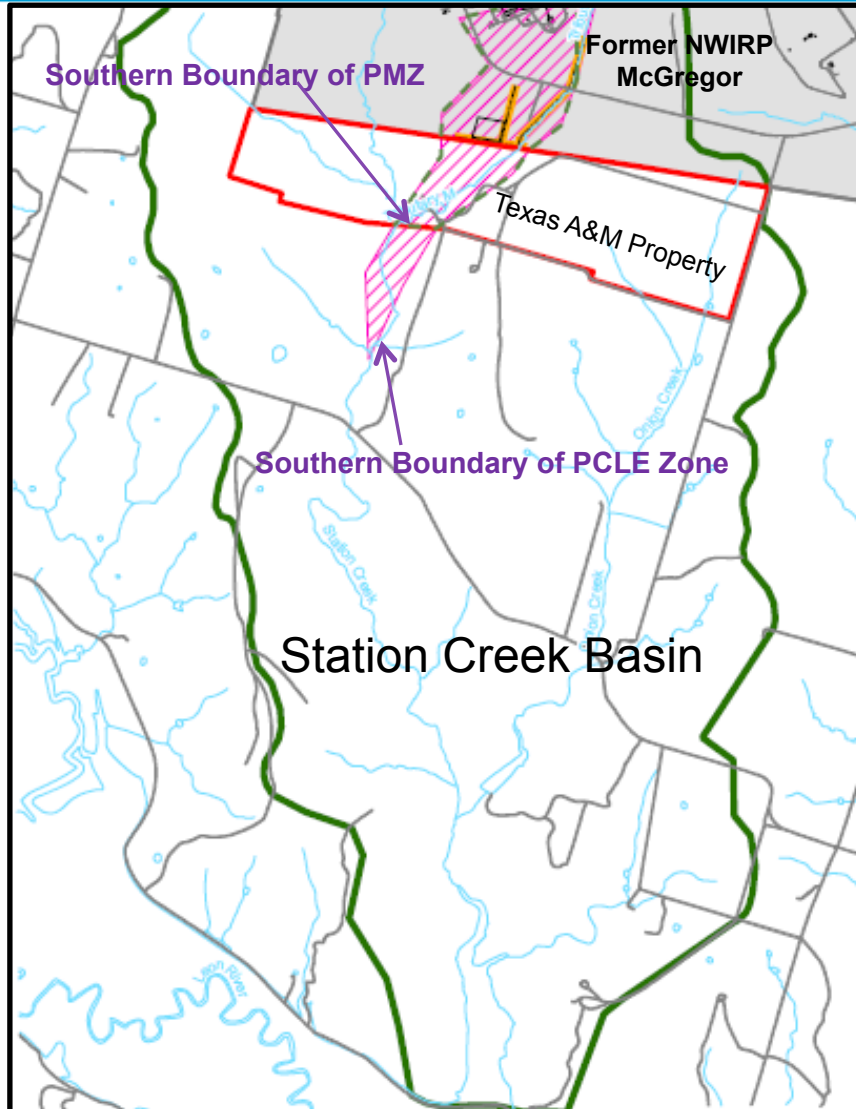 Former NWIRP
McGregor
Southern Boundary of PMZ
Texas A&M Property
Southern Boundary of PCLE Zone
Onion Creek
Station Creek
Creek
Station Creek Basin
Leon River